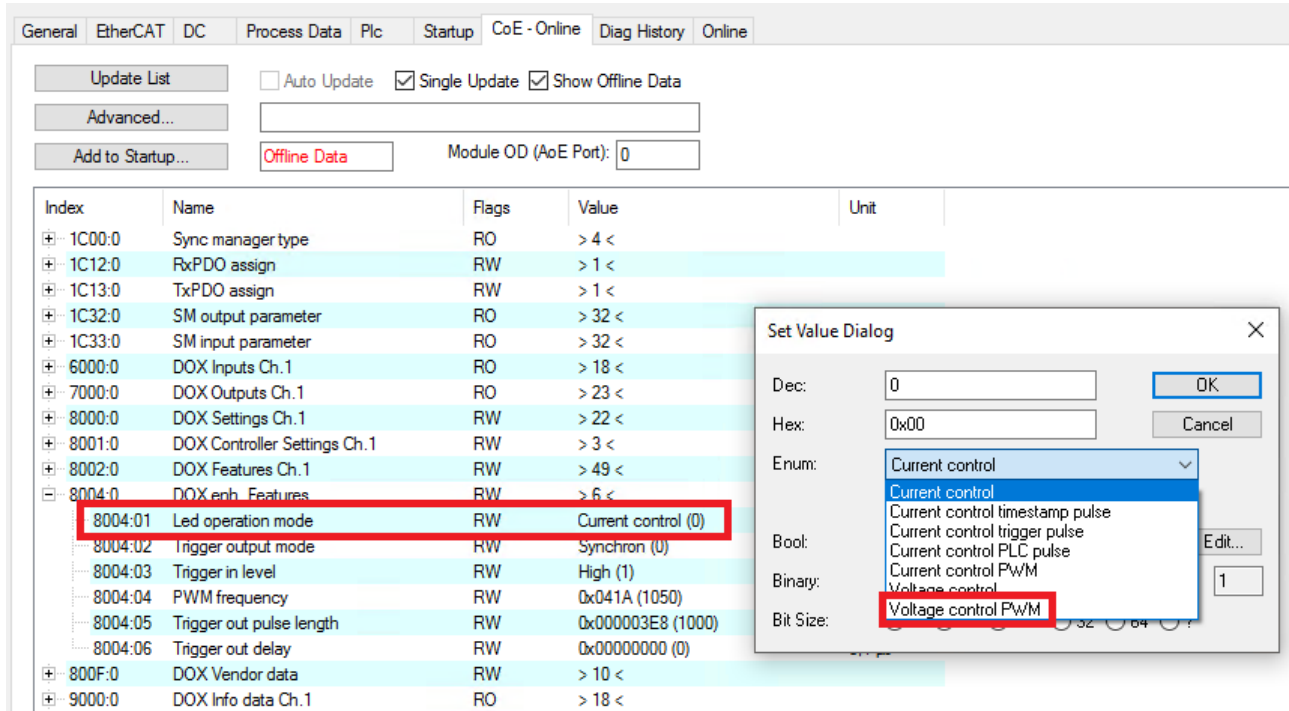 General EtherCAT DC Process Data Plc Startup CoE - Online Diag History Online
Update List Auto Update Single Update Show Offline Data
Advanced...
Add to Startup... Offline Data Module OD (AoE Port): 0
Index Name Flags Value Unit
1C00:0 Sync manager type RO > 4 <
1C12:0 RxPDO assign RW > 1 <
1C13:0 TxPDO assign RW > 1 <
1C32:0 SM output parameter RO > 32 <
1C33:0 SM input parameter RO > 32 <
6000:0 DOX Inputs Ch.1 RO > 18 <
7000:0 DOX Outputs Ch.1 RO > 23 <
8000:0 DOX Settings Ch.1 RW > 22 <
8001:0 DOX Controller Settings Ch.1 RW > 3 <
8002:0 DOX Features Ch.1 RW > 49 <
8004:0 DOX enh. Features RW > 6 <
8004:01 Led operation mode RW Current control (0)
8004:02 Trigger output mode RW Synchron (0)
8004:03 Trigger in level RW High (1)
8004:04 PWM frequency RW 0x041A (1050)
8004:05 Trigger out pulse length RW 0x000003E8 (1000)
8004:06 Trigger out delay RW 0x00000000 (0)
800F:0 DOX Vendor data RW > 10 <
9000:0 DOX Info data Ch.1 RO > 18 <
Set Value Dialog
Dec: 0 OK
Hex: 0x00 Cancel
Enum: Current control
Current control
Current control timestamp pulse
Current control trigger pulse
Current control PLC pulse
Current control PWM
Voltage control
Voltage control PWM
Bool: Edit...
Binary: 1
Bit Size: 32 64 ?